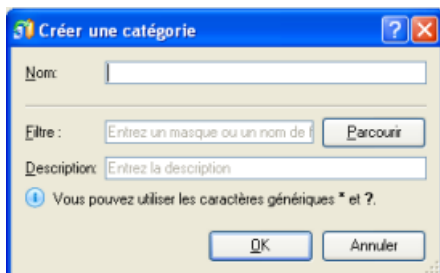 Créer une catégorie
Nom:
Filtre : Entrez un masque ou un nom de f Parcourir
Description: Entrez la description
Vous pouvez utiliser les caractères génériques * et ?.
OK Annuler